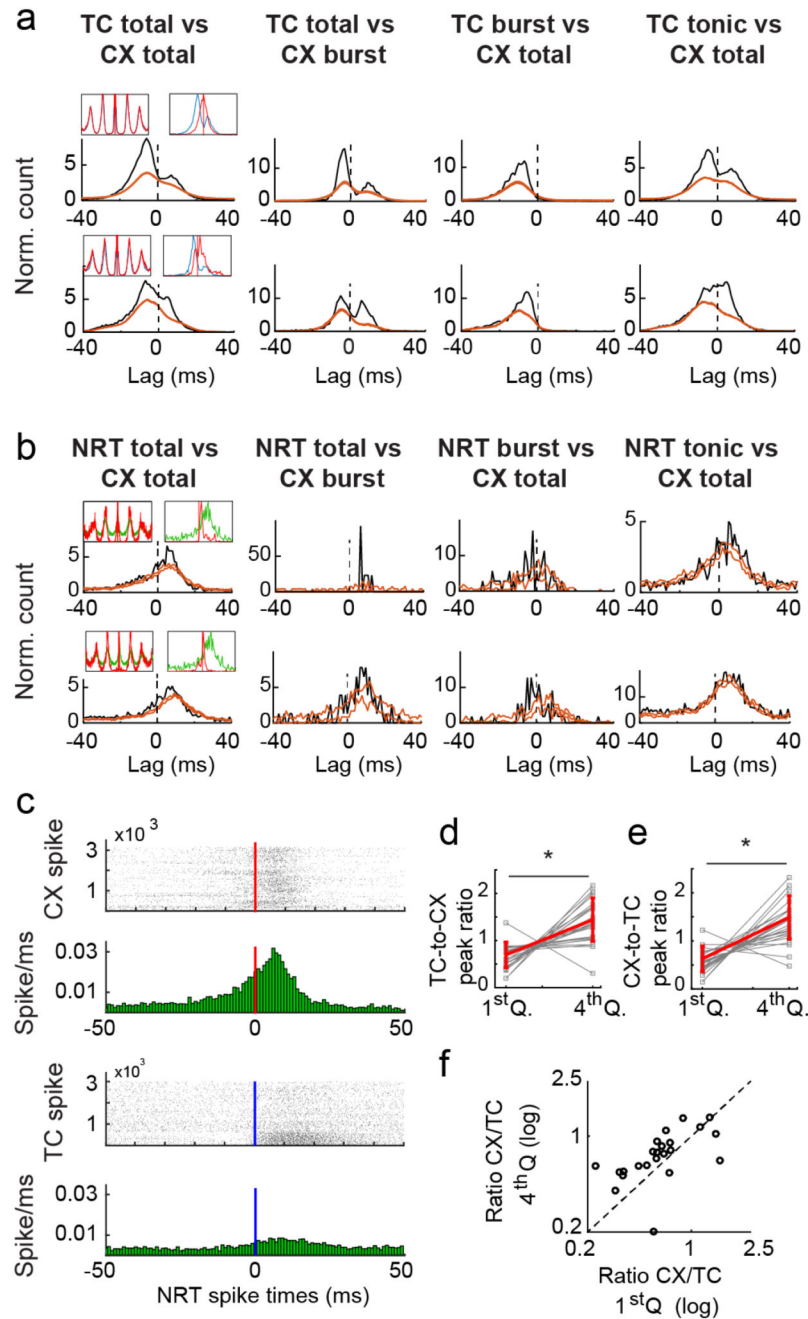 a
TC total vs CX total
TC total vs CX burst
TC burst vs CX total
TC tonic vs CX total
Norm. count
5
0
-40 0 40
10
0
-40 0 40
10
0
-40 0 40
5
0
-40 0 40
Norm. count
5
0
-40 0 40
10
0
-40 0 40
10
0
-40 0 40
5
0
-40 0 40
Lag (ms)
Lag (ms)
Lag (ms)
Lag (ms)
b
NRT total vs CX total
NRT total vs CX burst
NRT burst vs CX total
NRT tonic vs CX total
Norm. count
5
0
-40 0 40
50
0
-40 0 40
10
0
-40 0 40
5
0
-40 0 40
5
0
-40 0 40
5
0
-40 0 40
10
0
-40 0 40
10
0
-40 0 40
Lag (ms)
Lag (ms)
Lag (ms)
Lag (ms)
c
CX spike
x10 3
3
1
Spike/ms
0.03
0.01
-50 0 50
TC spike
x10 3
3
1
Spike/ms
0.03
0.01
-50 0 50
NRT spike times (ms)
d
*
TC-to-CX
peak ratio
2
1
0
1st Q. 4th Q.
e
*
CX-to-TC
peak ratio
2
1
0
1st Q. 4th Q.
f
Ratio CX/TC
4thQ (log)
2.5
1
0.2
0.2 1 2.5
Ratio CX/TC
1stQ (log)